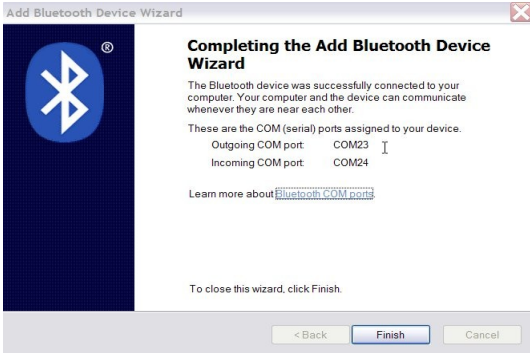 Add Bluetooth Device Wizard
®
Completing the Add Bluetooth Device
Wizard
The Bluetooth device was successfully connected to your
computer. Your computer and the device can communicate
whenever they are near each other.
These are the COM (serial) ports assigned to your device.
Outgoing COM port: COM23
Incoming COM port: COM24
Learn more about Bluetooth COM ports.
To close this wizard, click Finish.
< Back Finish Cancel